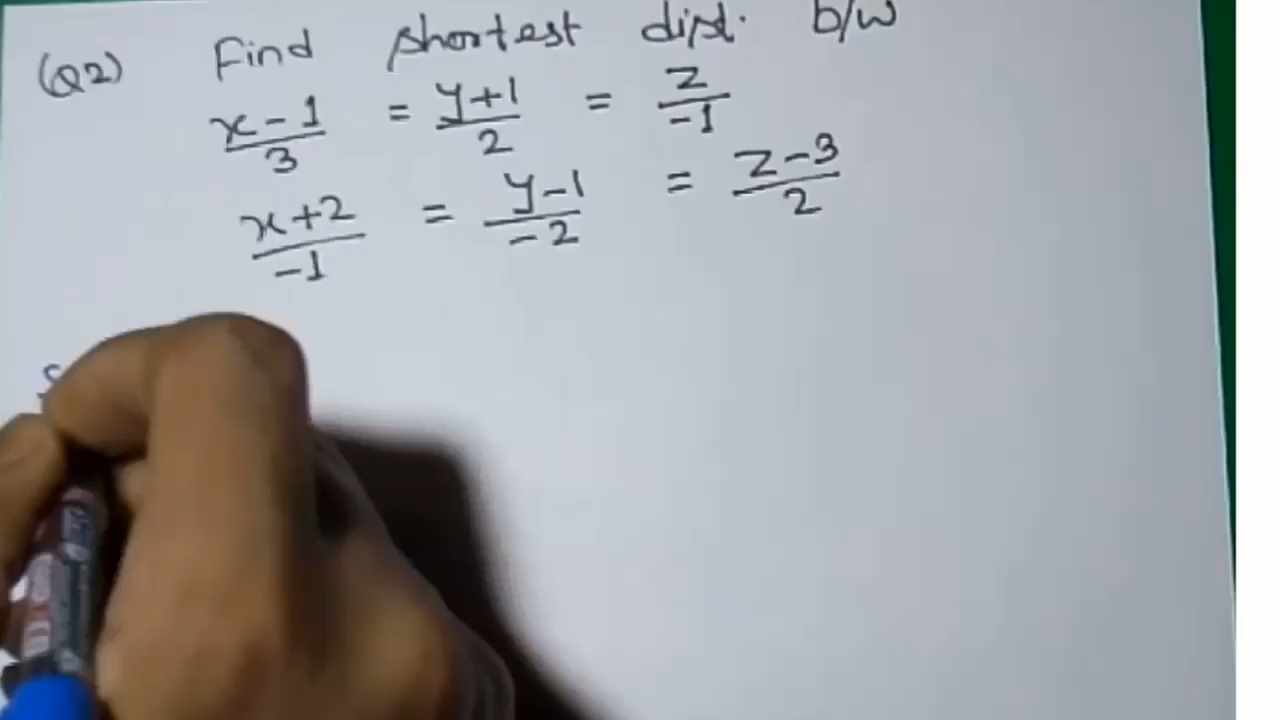 (Q2) Find shortest dist. b/w
x-1/3 = y+1/2 = z/-1
x+2/-1 = y-1/-2 = z-3/2
S